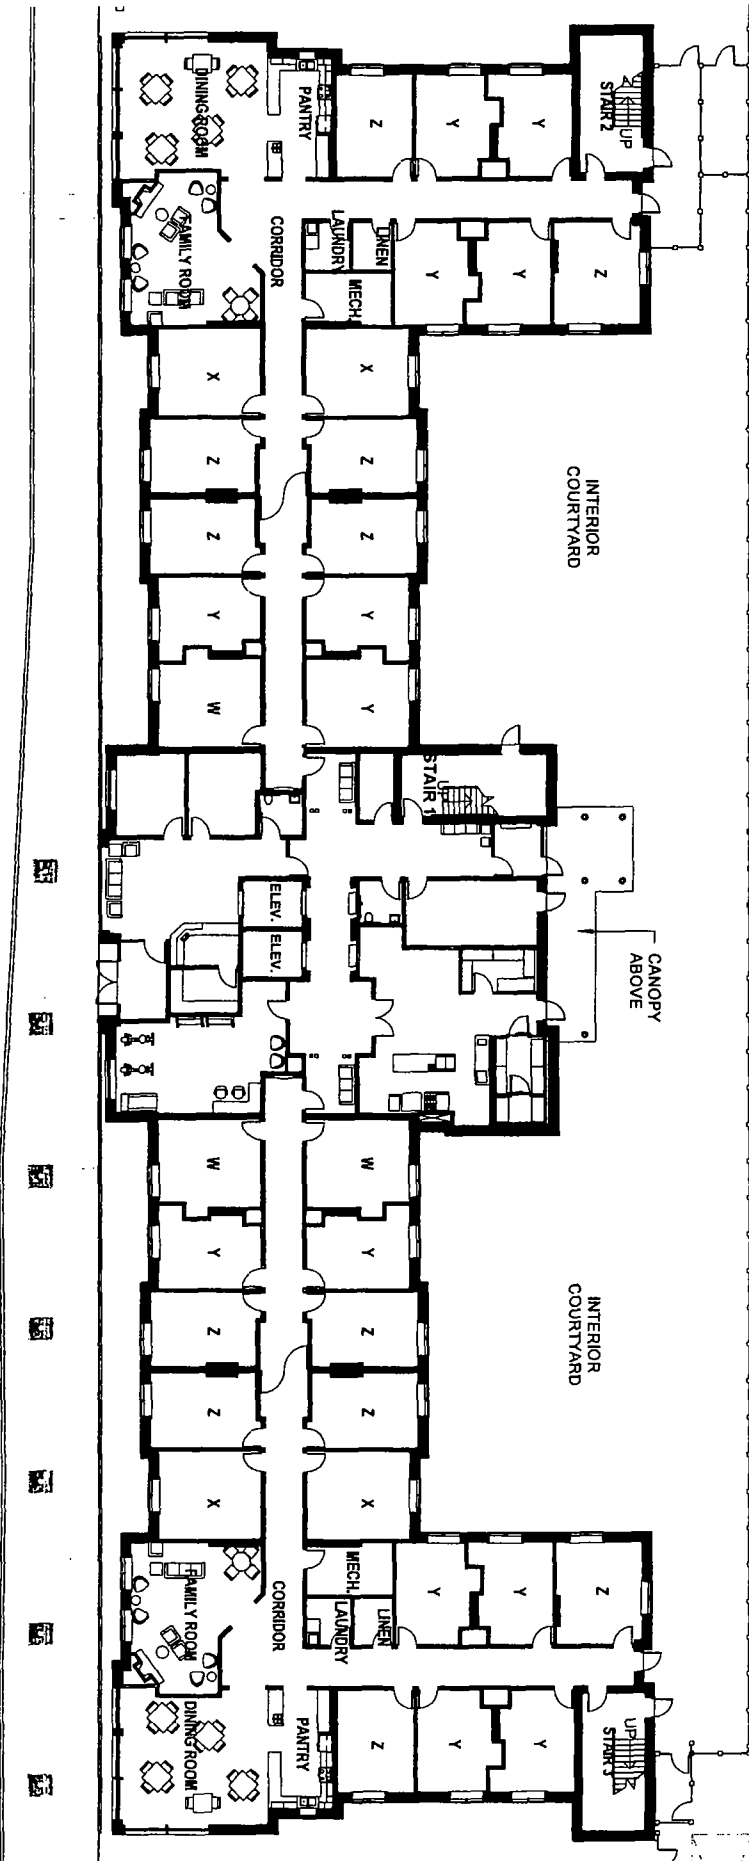 DINING ROOM
PANTRY
Z
Y
Y
STAIR 2
UP
FAMILY ROOM
CORRIDOR
LAUNDRY
LINEN
MECH.
Y
Y
Z
X
X
Z
Z
Z
Z
Y
Y
W
Y
INTERIOR
COURTYARD
STAIR 1
UP
ELEV.
ELEV.
CANOPY
ABOVE
W
W
Y
Y
Z
Z
Z
Z
X
X
INTERIOR
COURTYARD
MECH.
LAUNDRY
LINEN
Y
Y
Z
FAMILY ROOM
CORRIDOR
DINING ROOM
PANTRY
Z
Y
Y
UP
STAIR 3